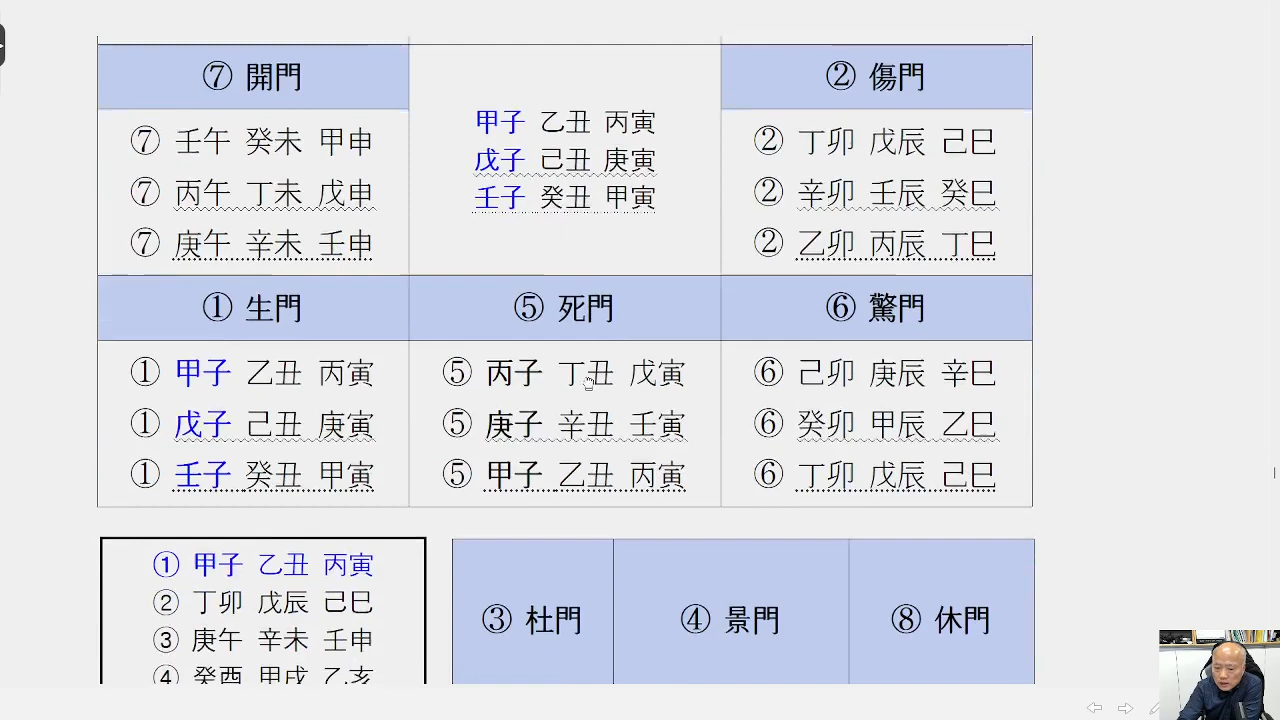 ⑦ 開門
② 傷門
甲子 乙丑 丙寅
戊子 己丑 庚寅
壬子 癸丑 甲寅
⑦ 壬午 癸未 甲申
⑦ 丙午 丁未 戊申
⑦ 庚午 辛未 壬申
② 丁卯 戊辰 己巳
② 辛卯 壬辰 癸巳
② 乙卯 丙辰 丁巳
① 生門
⑤ 死門
⑥ 驚門
① 甲子 乙丑 丙寅
① 戊子 己丑 庚寅
① 壬子 癸丑 甲寅
⑤ 丙子 丁丑 戊寅
⑤ 庚子 辛丑 壬寅
⑤ 甲子 乙丑 丙寅
⑥ 己卯 庚辰 辛巳
⑥ 癸卯 甲辰 乙巳
⑥ 丁卯 戊辰 己巳
① 甲子 乙丑 丙寅
② 丁卯 戊辰 己巳
③ 庚午 辛未 壬申
④ 癸酉 甲戌 乙亥
③ 杜門
④ 景門
⑧ 休門